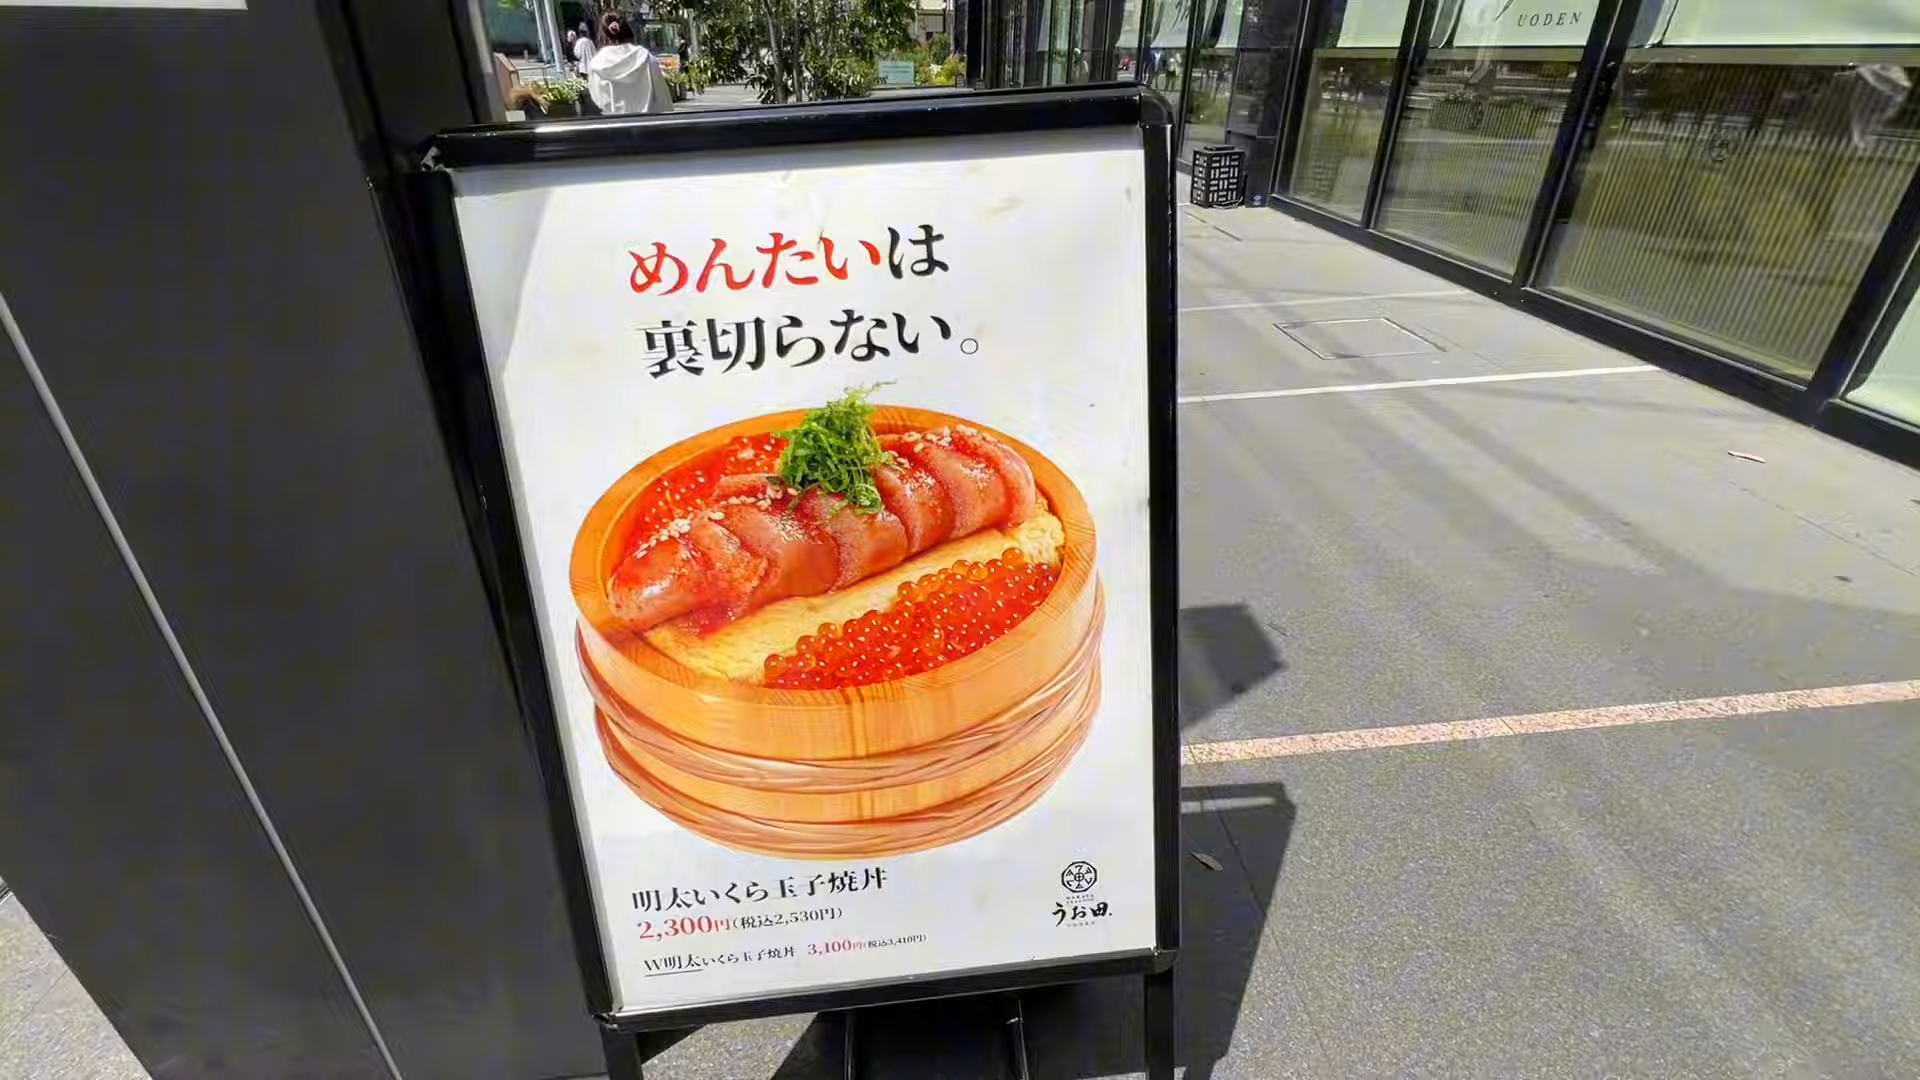 UODEN
めんたいは
裏切らない。
明太いくら玉子焼丼
2,300円(税込2,530円)
W明太いくら玉子焼丼 3,100円(税込3,410円)
うお田